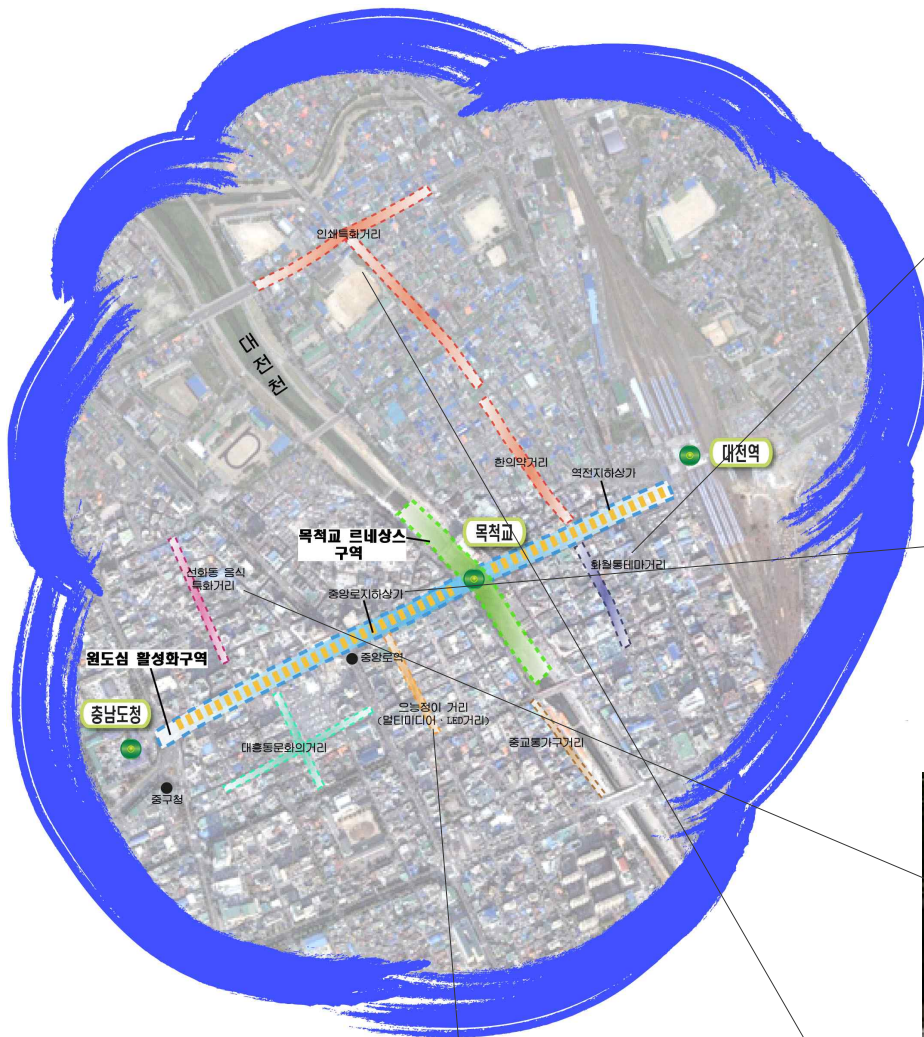 인쇄특화거리
대전천
한의약거리
역전지하상가
대전역
목척교
목척교 르네상스
구역
화월통테마거리
선화동 음식
특화거리
중앙로지하상가
원도심 활성화구역
중앙로역
충남도청
으능정이 거리
(멀티미디어 · LED거리)
대흥동문화의거리
중교통가구거리
중구청